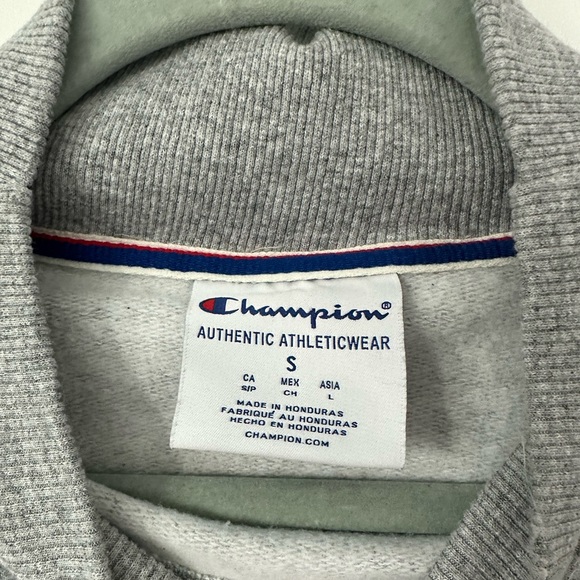 Champion®
AUTHENTIC ATHLETICWEAR
S
CA MEX ASIA
S/P CH L
MADE IN HONDURAS
FABRIQUÉ AU HONDURAS
HECHO EN HONDURAS
CHAMPION.COM